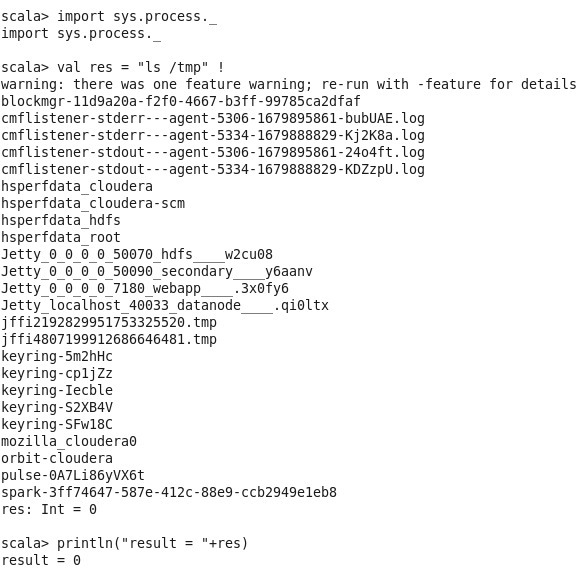 scala> import sys.process._
import sys.process._
scala> val res = "ls /tmp" !
warning: there was one feature warning; re-run with -feature for details
blockmgr-11d9a20a-f2f0-4667-b3ff-99785ca2dfaf
cmflistener-stderr---agent-5306-1679895861-bubUAE.log
cmflistener-stderr---agent-5334-1679888829-Kj2K8a.log
cmflistener-stdout---agent-5306-1679895861-24o4ft.log
cmflistener-stdout---agent-5334-1679888829-KDZzpU.log
hsperfdata_cloudera
hsperfdata_cloudera-scm
hsperfdata_hdfs
hsperfdata_root
Jetty_0_0_0_0_50070_hdfs____w2cu08
Jetty_0_0_0_0_50090_secondary____y6aanv
Jetty_0_0_0_0_7180_webapp____.3x0fy6
Jetty_localhost_40033_datanode____.qi0ltx
jffi2192829951753325520.tmp
jffi4807199912686646481.tmp
keyring-5m2hHc
keyring-cp1jZz
keyring-Iecble
keyring-S2XB4V
keyring-SFw18C
mozilla_cloudera0
orbit-cloudera
pulse-0A7Li86yVX6t
spark-3ff74647-587e-412c-88e9-ccb2949e1eb8
res: Int = 0
scala> println("result = "+res)
result = 0